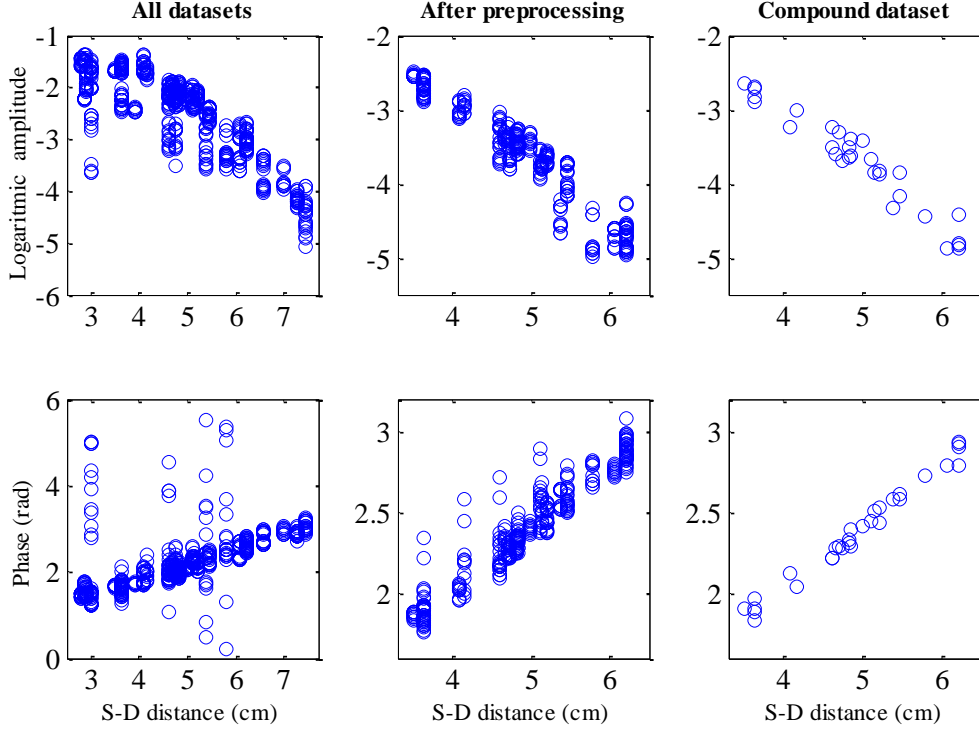 All datasets
After preprocessing
Compound dataset
Logaritmic amplitude
-1
-2
-3
-4
-5
-6
3 4 5 6 7
-2
-3
-4
-5
4 5 6
-2
-3
-4
-5
4 5 6
Phase (rad)
6
4
2
0
3 4 5 6 7
S-D distance (cm)
3
2.5
2
4 5 6
S-D distance (cm)
3
2.5
2
4 5 6
S-D distance (cm)